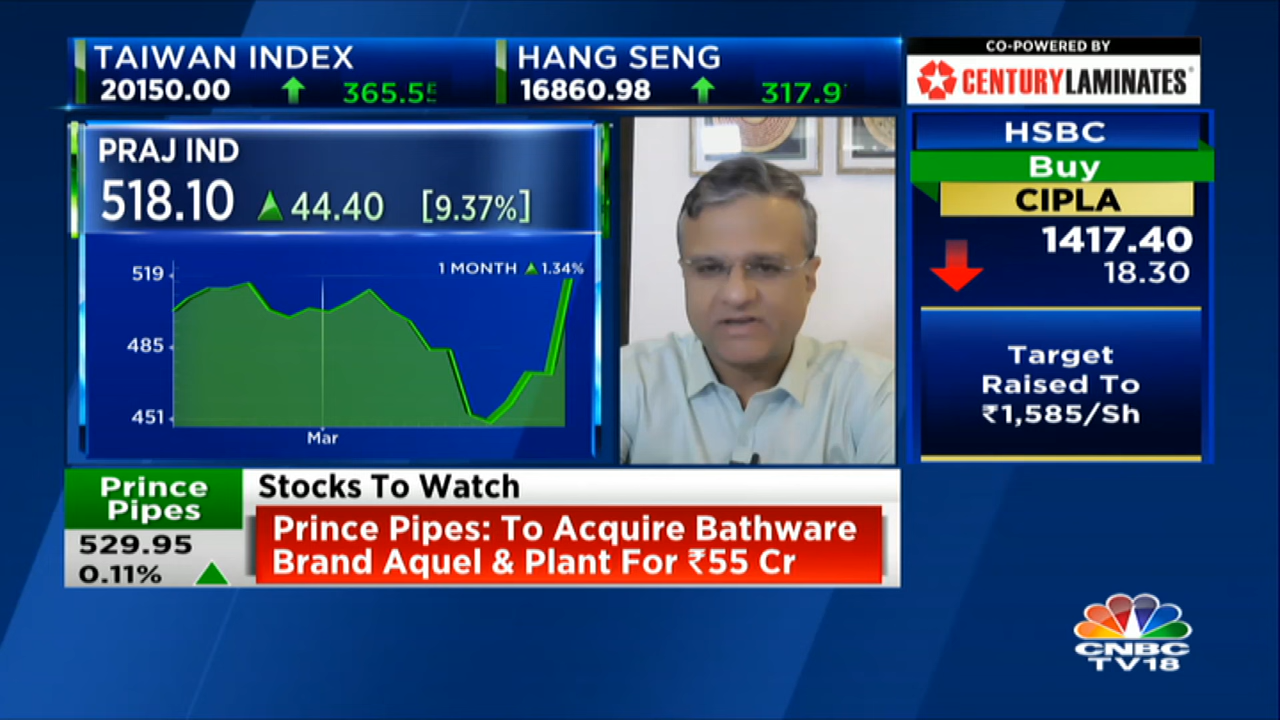 TAIWAN INDEX
20150.00 365.55
HANG SENG
16860.98 317.9
CO-POWERED BY
CENTURYLAMINATES
PRAJ IND
518.10 44.40 [9.37%]
1 MONTH 1.34%
519
485
451
Mar
HSBC
Buy
CIPLA
1417.40
18.30
Target
Raised To
₹1,585/Sh
Prince
Pipes
529.95
0.11%
Stocks To Watch
Prince Pipes: To Acquire Bathware
Brand Aquel & Plant For ₹55 Cr
CNBC
TV18